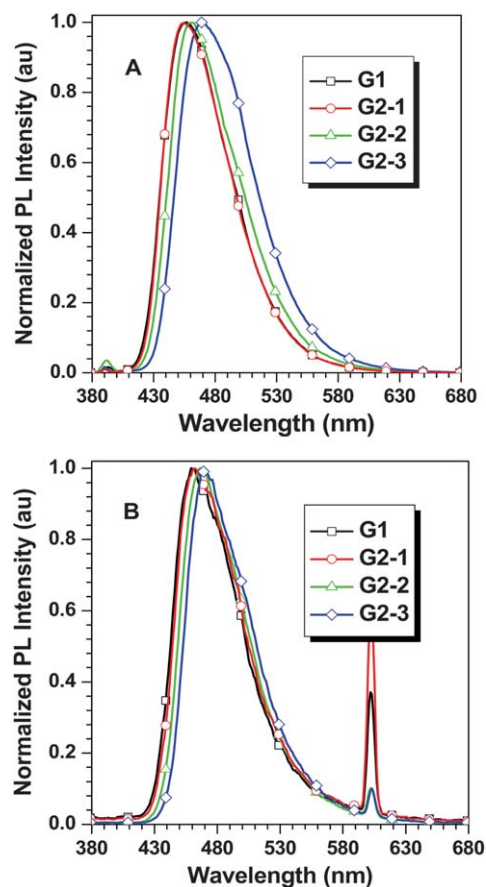 Normalized PL Intensity (au)
1.0
0.8
0.6
0.4
0.2
0.0
A
G1
G2-1
G2-2
G2-3
380 430 480 530 580 630 680
Wavelength (nm)
Normalized PL Intensity (au)
1.0
0.8
0.6
0.4
0.2
0.0
B
G1
G2-1
G2-2
G2-3
380 430 480 530 580 630 680
Wavelength (nm)